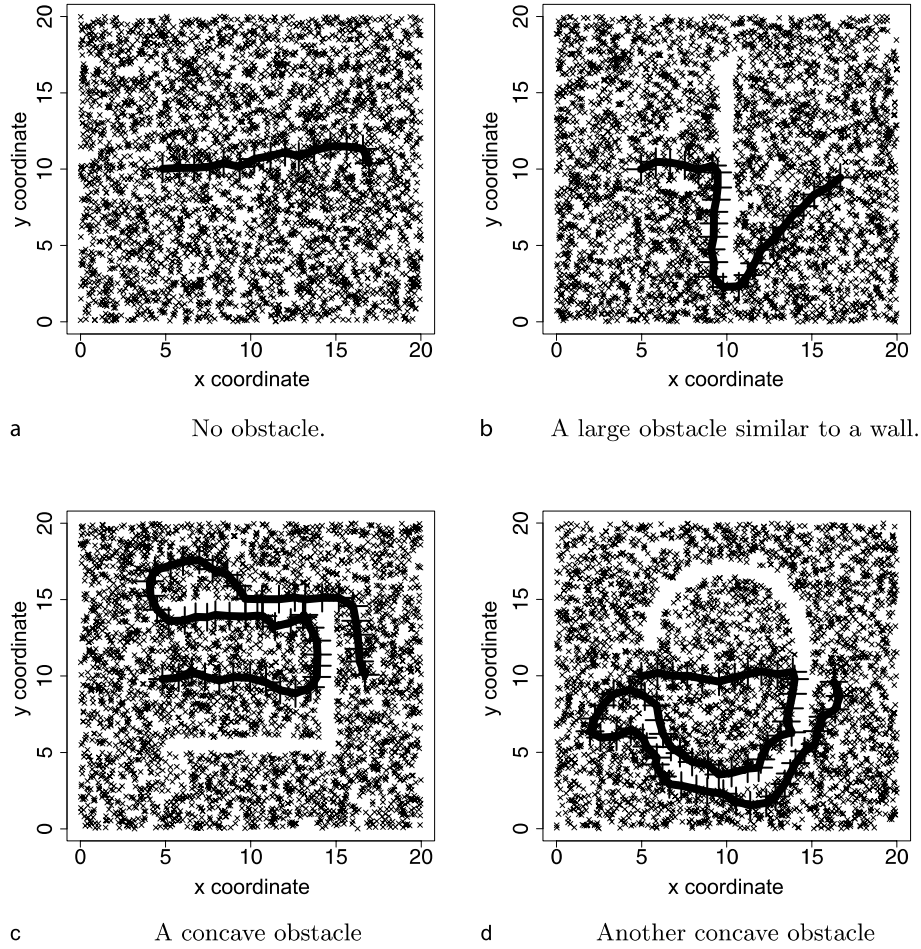 20
15
10
5
0
y coordinate
0 5 10 15 20
x coordinate
a No obstacle.
20
15
10
5
0
y coordinate
0 5 10 15 20
x coordinate
b A large obstacle similar to a wall.
20
15
10
5
0
y coordinate
0 5 10 15 20
x coordinate
c A concave obstacle
20
15
10
5
0
y coordinate
0 5 10 15 20
x coordinate
d Another concave obstacle